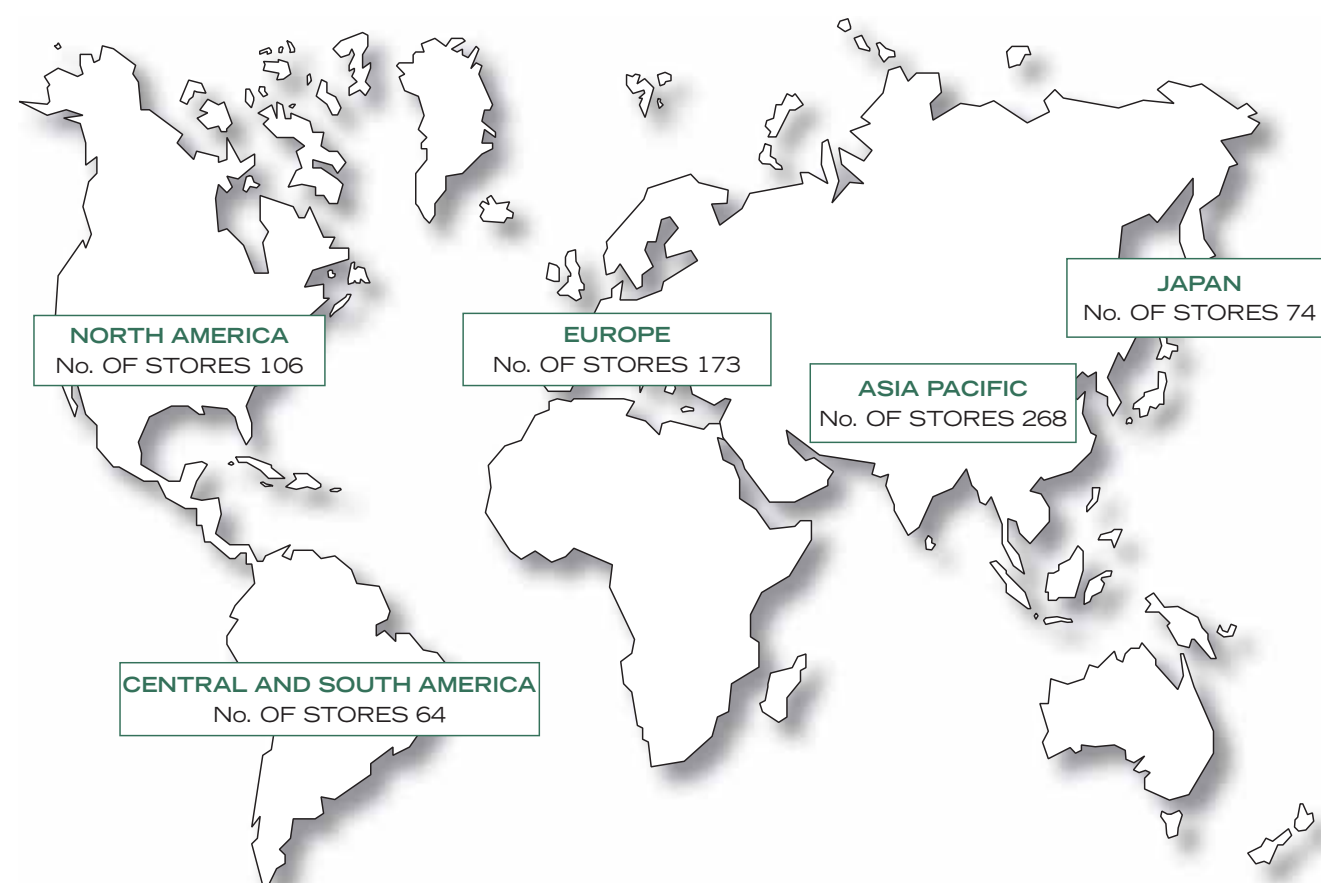 JAPAN
No. OF STORES 74
NORTH AMERICA
No. OF STORES 106
EUROPE
No. OF STORES 173
ASIA PACIFIC
No. OF STORES 268
CENTRAL AND SOUTH AMERICA
No. OF STORES 64